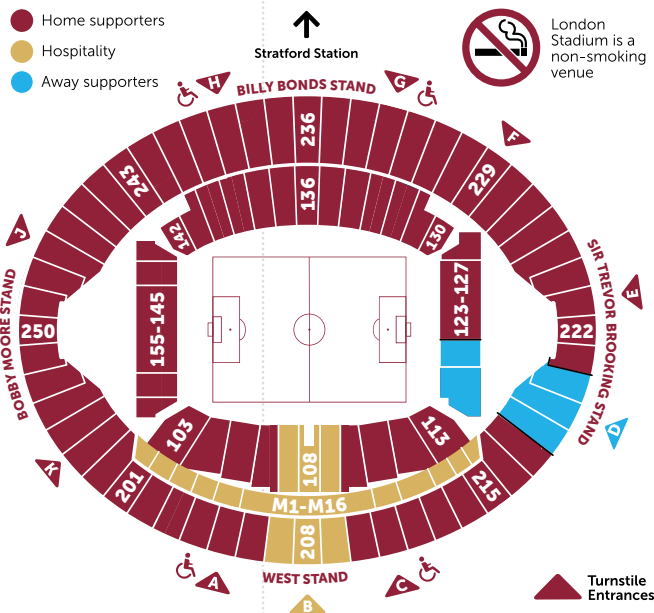 Home supporters
Hospitality
Away supporters
Stratford Station
London
Stadium is a
non-smoking
venue
H
BILLY BONDS STAND
G
F
236
243
229
136
142
130
J
SIR TREVOR BROOKING STAND
E
BOBBY MOORE STAND
250
155-145
123-127
222
D
103
113
108
K
201
215
M1-M16
208
A
WEST STAND
C
B
Turnstile
Entrances